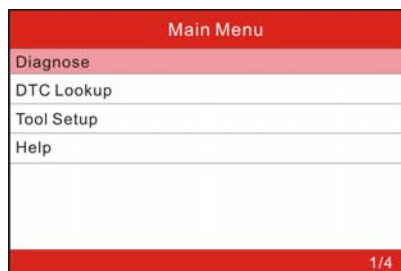 Main Menu
Diagnose
DTC Lookup
Tool Setup
Help
1/4